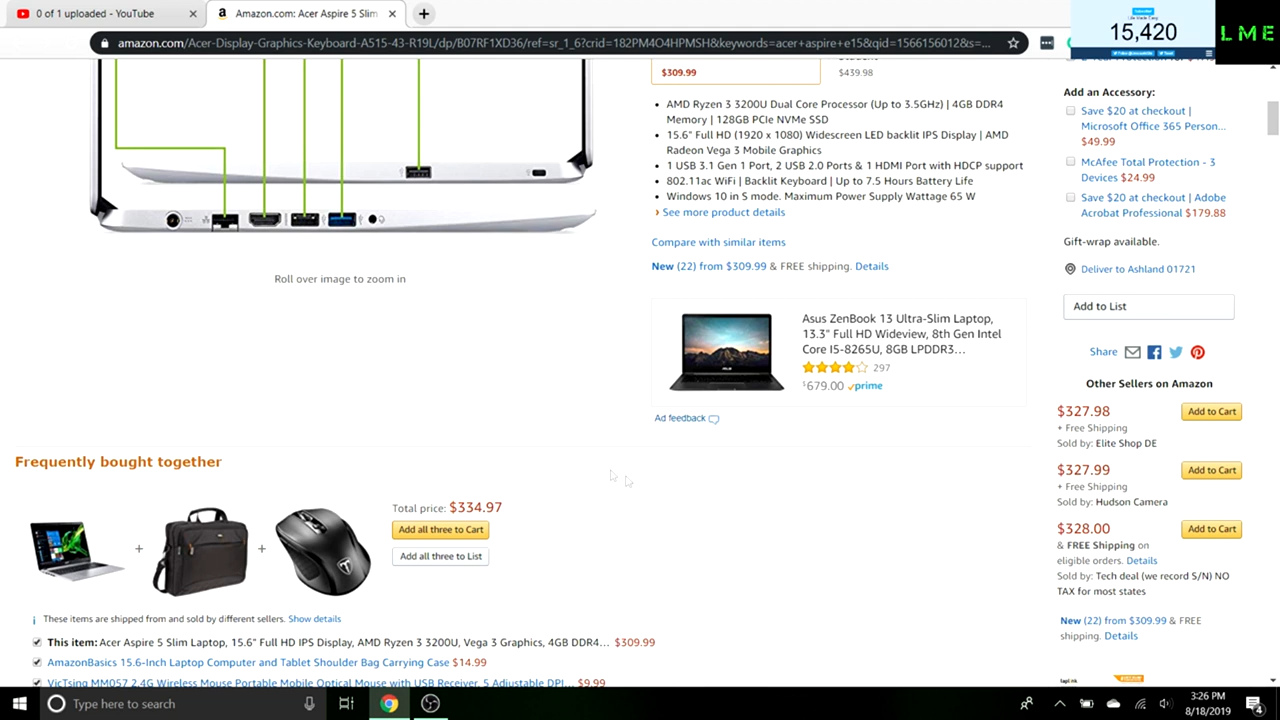 0 of 1 uploaded - YouTube
Amazon.com: Acer Aspire 5 Slim
amazon.com/Acer-Display-Graphics-Keyboard-A515-43-R19L/dp/B07RF1XD36/ref=sr_1_6?crid=182PM4O4HPMSH&keywords=acer+aspire+e15&qid=1566156012&s=...
15,420
LME
$309.99
$439.98
AMD Ryzen 3 3200U Dual Core Processor (Up to 3.5GHz) | 4GB DDR4
Memory | 128GB PCIe NVMe SSD
15.6" Full HD (1920 x 1080) Widescreen LED backlit IPS Display | AMD
Radeon Vega 3 Mobile Graphics
1 USB 3.1 Gen 1 Port, 2 USB 2.0 Ports & 1 HDMI Port with HDCP support
802.11ac WiFi | Backlit Keyboard | Up to 7.5 Hours Battery Life
Windows 10 in S mode. Maximum Power Supply Wattage 65 W
› See more product details
Compare with similar items
New (22) from $309.99 & FREE shipping. Details
Roll over image to zoom in
Asus ZenBook 13 Ultra-Slim Laptop,
13.3" Full HD Wideview, 8th Gen Intel
Core I5-8265U, 8GB LPDDR3...
297
$679.00 prime
Ad feedback
Frequently bought together
Total price: $334.97
Add all three to Cart
Add all three to List
These items are shipped from and sold by different sellers. Show details
This item: Acer Aspire 5 Slim Laptop, 15.6" Full HD IPS Display, AMD Ryzen 3 3200U, Vega 3 Graphics, 4GB DDR4... $309.99
AmazonBasics 15.6-Inch Laptop Computer and Tablet Shoulder Bag Carrying Case $14.99
VicTsing MM057 2.4G Wireless Mouse Portable Mobile Optical Mouse with USB Receiver, 5 Adjustable DPI... $9.99
Add an Accessory:
Save $20 at checkout |
Microsoft Office 365 Person...
$49.99
McAfee Total Protection - 3
Devices $24.99
Save $20 at checkout | Adobe
Acrobat Professional $179.88
Gift-wrap available.
Deliver to Ashland 01721
Add to List
Share
Other Sellers on Amazon
$327.98 Add to Cart
+ Free Shipping
Sold by: Elite Shop DE
$327.99 Add to Cart
+ Free Shipping
Sold by: Hudson Camera
$328.00 Add to Cart
& FREE Shipping on
eligible orders. Details
Sold by: Tech deal (we record S/N) NO
TAX for most states
New (22) from $309.99 & FREE
shipping. Details
Type here to search
3:26 PM
8/18/2019
4